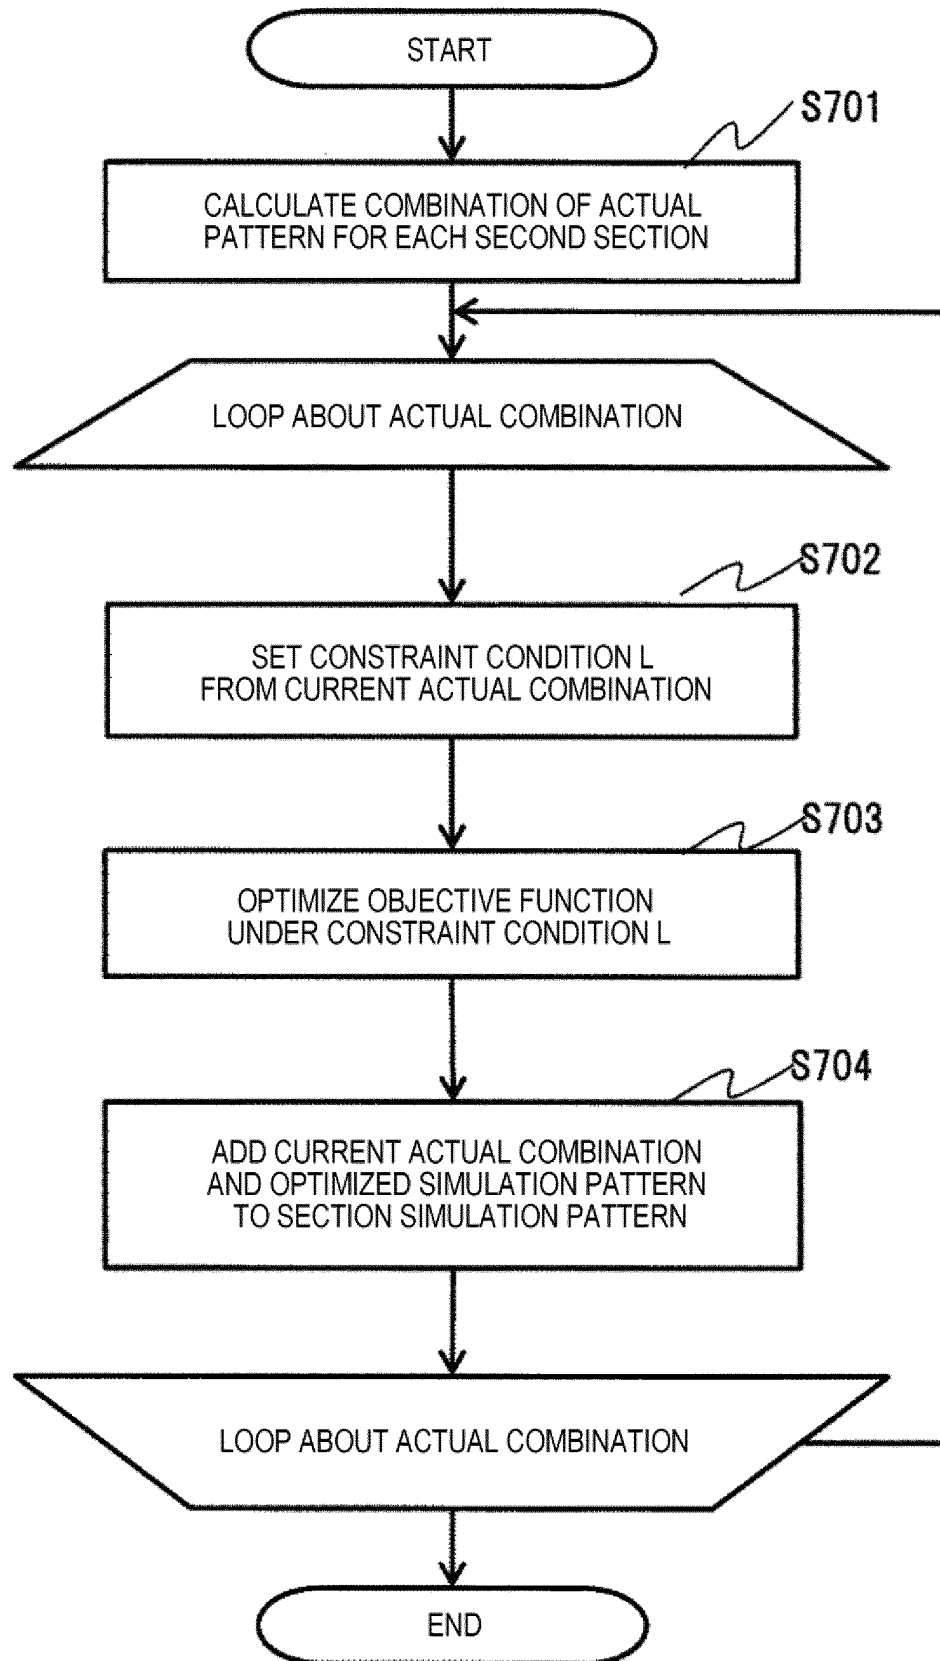 START
S701
CALCULATE COMBINATION OF ACTUAL
PATTERN FOR EACH SECOND SECTION
LOOP ABOUT ACTUAL COMBINATION
S702
SET CONSTRAINT CONDITION L
FROM CURRENT ACTUAL COMBINATION
S703
OPTIMIZE OBJECTIVE FUNCTION
UNDER CONSTRAINT CONDITION L
S704
ADD CURRENT ACTUAL COMBINATION
AND OPTIMIZED SIMULATION PATTERN
TO SECTION SIMULATION PATTERN
LOOP ABOUT ACTUAL COMBINATION
END